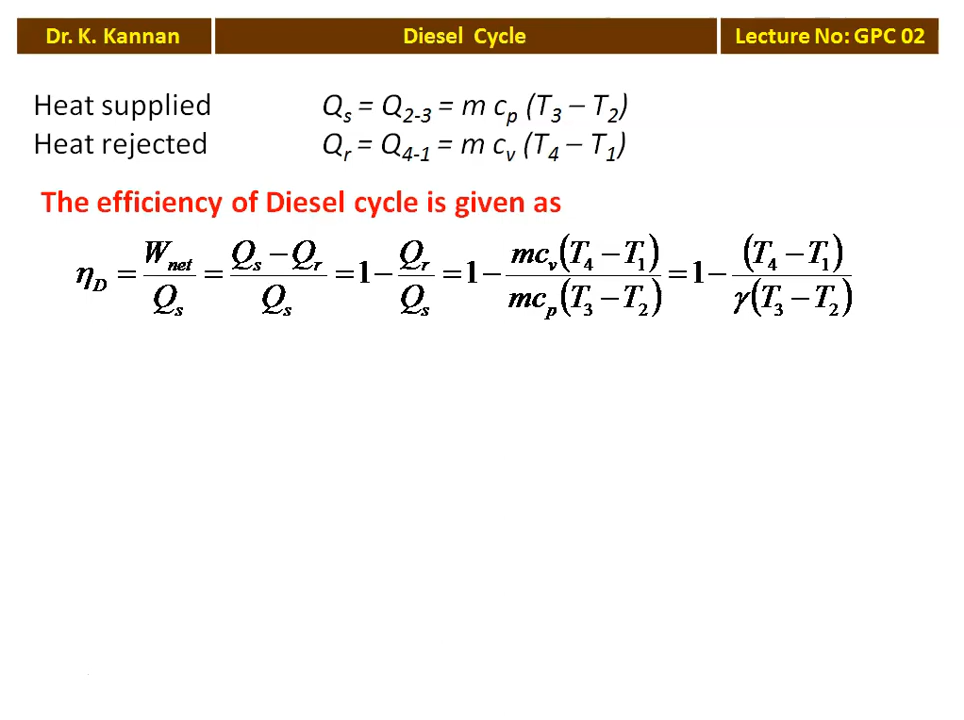 Dr. K. Kannan Diesel Cycle Lecture No: GPC 02
Heat supplied Qs = Q2-3 = m cp (T3 – T2)
Heat rejected Qr = Q4-1 = m cv (T4 – T1)
The efficiency of Diesel cycle is given as
ηD = Wnet/Qs = (Qs − Qr)/Qs = 1 − Qr/Qs = 1 − mcv(T4 − T1)/mcp(T3 − T2) = 1 − (T4 − T1)/γ(T3 − T2)